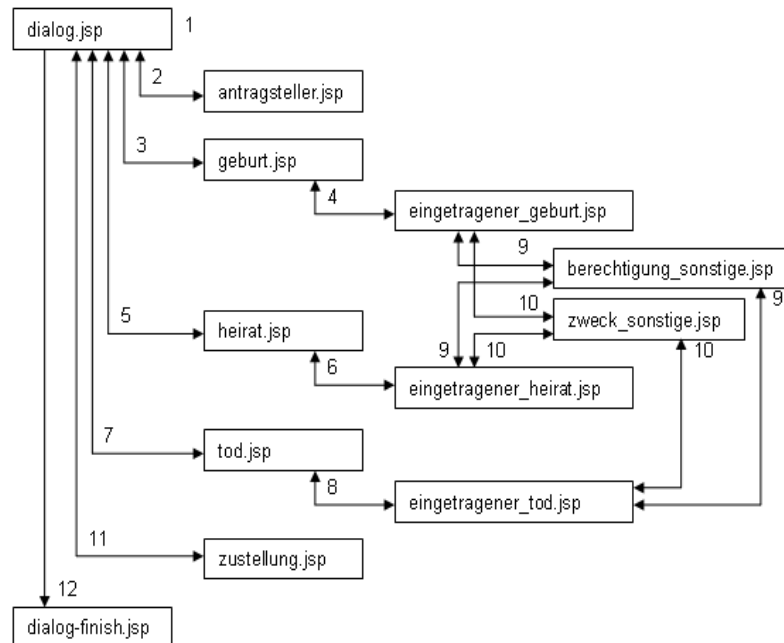 dialog.jsp 1
2
antragsteller.jsp
3
geburt.jsp
4
eingetragener_geburt.jsp
9
berechtigung_sonstige.jsp
9
10
zweck_sonstige.jsp
5
heirat.jsp
9 10
10
6
eingetragener_heirat.jsp
7
tod.jsp
8
eingetragener_tod.jsp
11
zustellung.jsp
12
dialog-finish.jsp